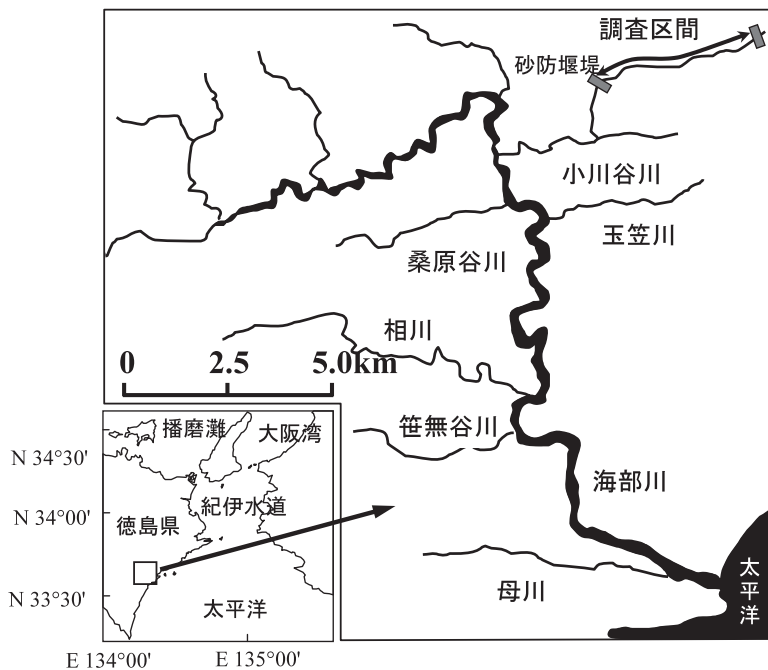 調査区間
砂防堰堤
小川谷川
玉笠川
桑原谷川
相川
0 2.5 5.0km
笹無谷川
海部川
母川
太平洋
播磨灘
大阪湾
N 34°30'
紀伊水道
N 34°00'
徳島県
N 33°30'
太平洋
E 134°00' E 135°00'